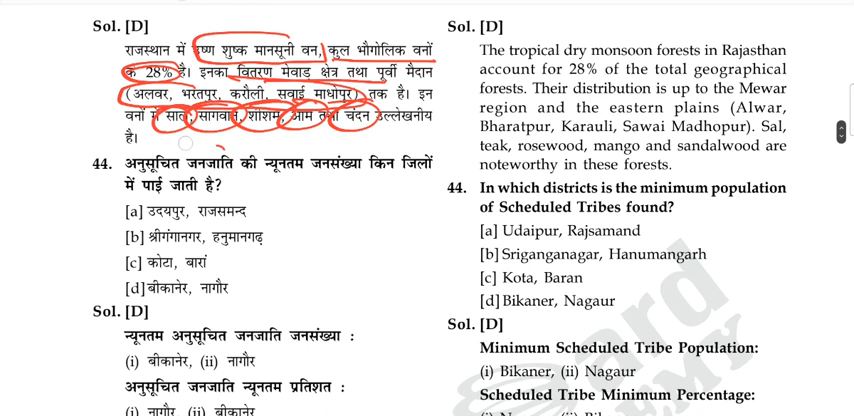 Sol. [D]
राजस्थान में उष्ण शुष्क मानसूनी वन, कुल भौगोलिक वनों
के 28% है। इनका वितरण मेवाड़ क्षेत्र तथा पूर्वी मैदान
(अलवर, भरतपुर, करौली, सवाई माधोपुर) तक है। इन
वनों में साल, सागवान, शीशम, आम तथा चंदन उल्लेखनीय
है।
44. अनुसूचित जनजाति की न्यूनतम जनसंख्या किन जिलों
में पाई जाती है?
[a] उदयपुर, राजसमन्द
[b] श्रीगंगानगर, हनुमानगढ़
[c] कोटा, बारां
[d] बीकानेर, नागौर
Sol. [D]
न्यूनतम अनुसूचित जनजाति जनसंख्या :
(i) बीकानेर, (ii) नागौर
अनुसूचित जनजाति न्यूनतम प्रतिशत :
(i) नागौर, (ii) बीकानेर
Sol. [D]
The tropical dry monsoon forests in Rajasthan
account for 28% of the total geographical
forests. Their distribution is up to the Mewar
region and the eastern plains (Alwar,
Bharatpur, Karauli, Sawai Madhopur). Sal,
teak, rosewood, mango and sandalwood are
noteworthy in these forests.
44. In which districts is the minimum population
of Scheduled Tribes found?
[a] Udaipur, Rajsamand
[b] Sriganganagar, Hanumangarh
[c] Kota, Baran
[d] Bikaner, Nagaur
Sol. [D]
Minimum Scheduled Tribe Population:
(i) Bikaner, (ii) Nagaur
Scheduled Tribe Minimum Percentage: